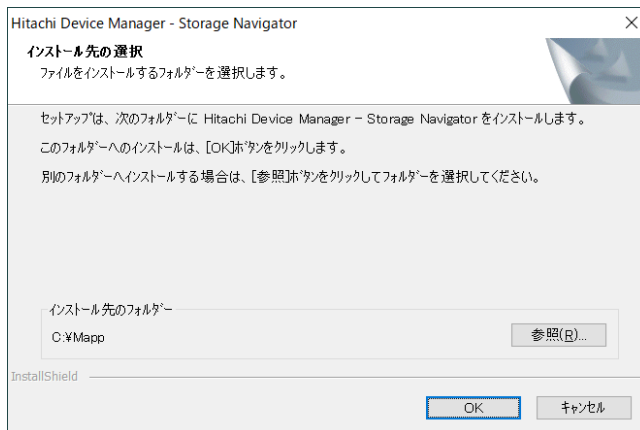 Hitachi Device Manager - Storage Navigator
インストール先の選択
ファイルをインストールするフォルダーを選択します。
セットアップは、次のフォルダーに Hitachi Device Manager - Storage Navigator をインストールします。
このフォルダーへのインストールは、[OK]ボタンをクリックします。
別のフォルダーへインストールする場合は、[参照]ボタンをクリックしてフォルダーを選択してください。
インストール先のフォルダー
C:¥Mapp
参照(R)...
InstallShield
OK
キャンセル